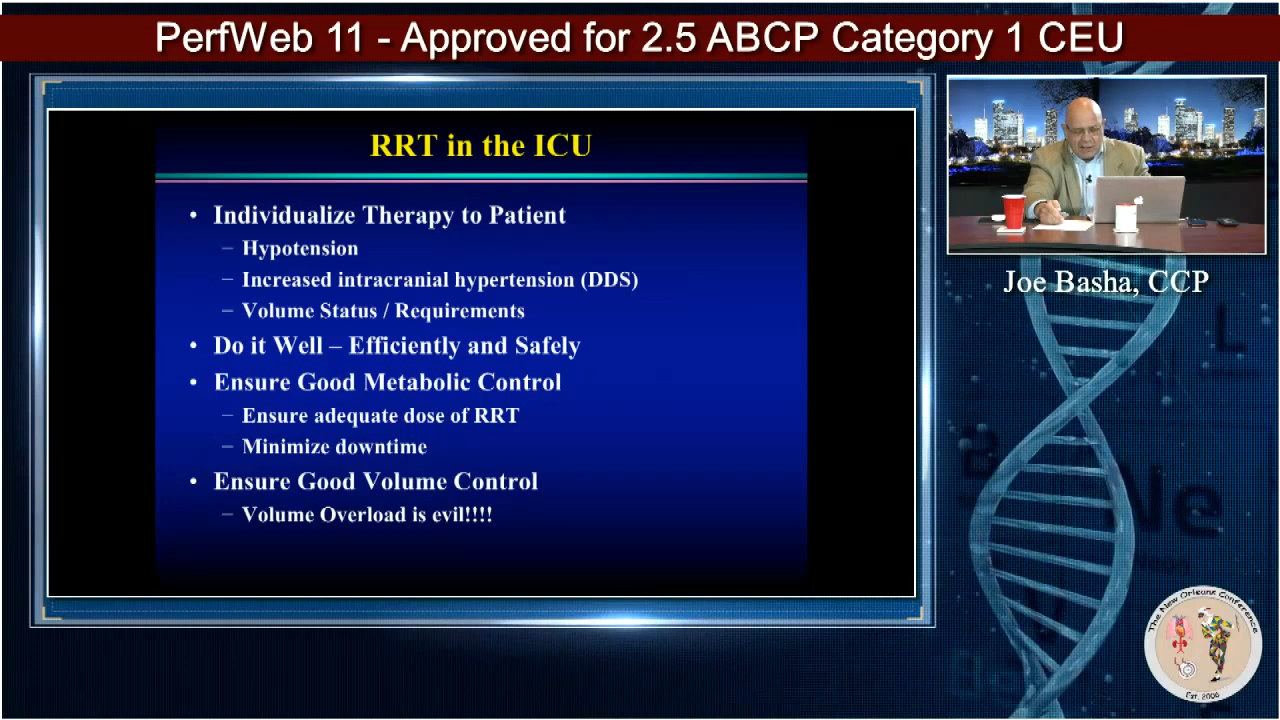 PerfWeb 11 - Approved for 2.5 ABCP Category 1 CEU
RRT in the ICU
• Individualize Therapy to Patient
– Hypotension
– Increased intracranial hypertension (DDS)
– Volume Status / Requirements
• Do it Well – Efficiently and Safely
• Ensure Good Metabolic Control
– Ensure adequate dose of RRT
– Minimize downtime
• Ensure Good Volume Control
– Volume Overload is evil!!!!
Joe Basha, CCP
L
Ne
The New Orleans Conference
Est. 2006